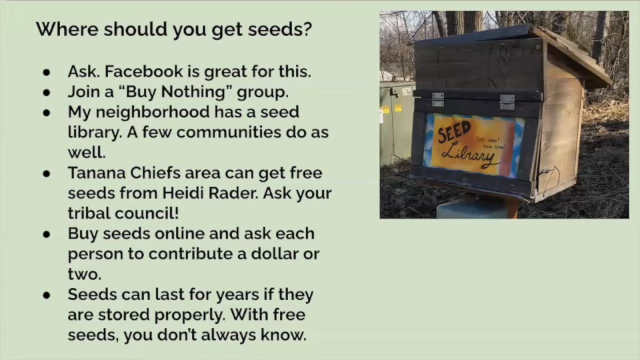 Where should you get seeds?
● Ask. Facebook is great for this.
● Join a “Buy Nothing” group.
● My neighborhood has a seed
library. A few communities do as
well.
● Tanana Chiefs area can get free
seeds from Heidi Rader. Ask your
tribal council!
● Buy seeds online and ask each
person to contribute a dollar or
two.
● Seeds can last for years if they
are stored properly. With free
seeds, you don’t always know.
SEED
Library